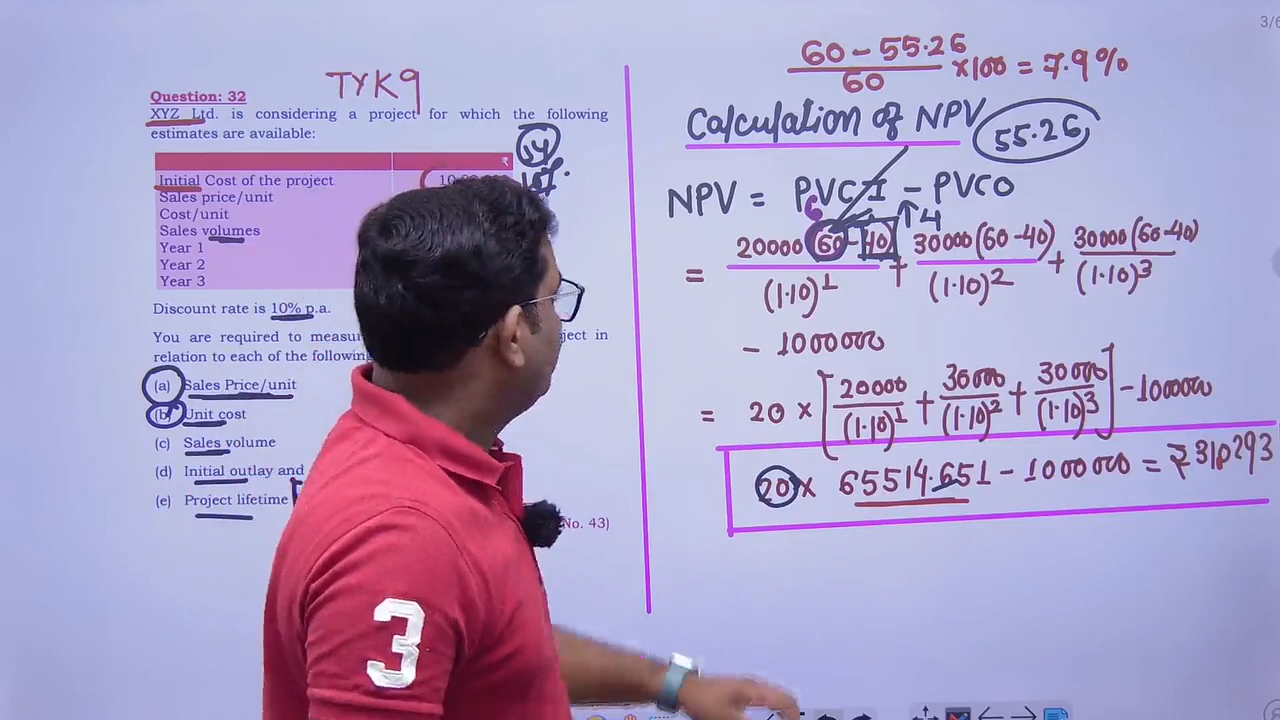 3/6
TYK9
Question: 32
XYZ Ltd. is considering a project for which the following
estimates are available:
₹
Initial Cost of the project
Sales price/unit
Cost/unit
Sales volumes
Year 1
Year 2
Year 3
Discount rate is 10% p.a.
You are required to measu
ject in
relation to each of the following
(a) Sales Price/unit
(b) Unit cost
(c) Sales volume
(d) Initial outlay and
(e) Project lifetime
No. 43)
3
60 - 55.26 / 60 × 100 = 7.9%
Calculation of NPV
55.26
NPV = PVCI - PVCO
4
= 20000(60-40) / (1.10)^1 + 30000(60-40) / (1.10)^2 + 30000(60-40) / (1.10)^3
- 1000000
= 20 × [20000 / (1.10)^1 + 30000 / (1.10)^2 + 30000 / (1.10)^3] - 1000000
20 × 65514.651 - 1000000 = ₹310293